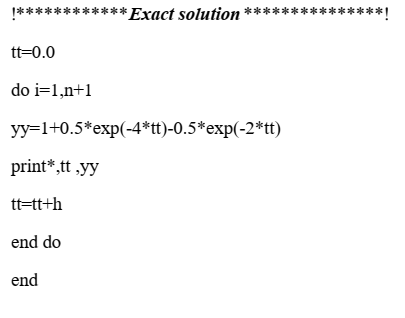 !************Exact solution ***************!
tt=0.0
do i=1,n+1
yy=1+0.5*exp(-4*tt)-0.5*exp(-2*tt)
print*,tt ,yy
tt=tt+h
end do
end